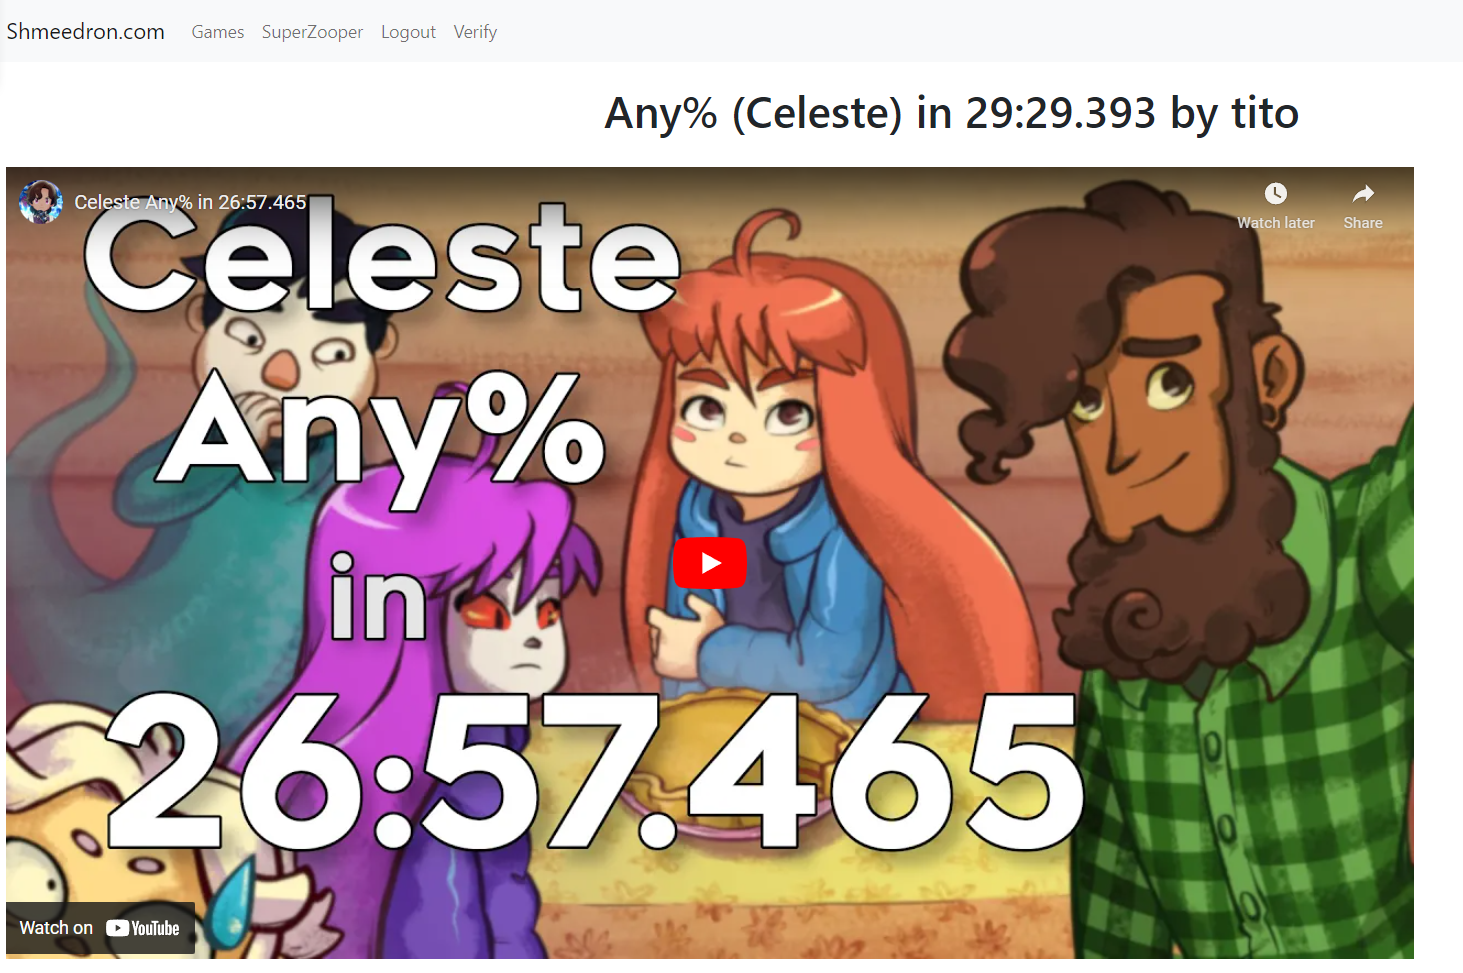 Shmeedron.com Games SuperZooper Logout Verify
Any% (Celeste) in 29:29.393 by tito
Celeste Any% in 26:57.465
Watch later Share
Celeste
Any%
in
26:57.465
Watch on YouTube